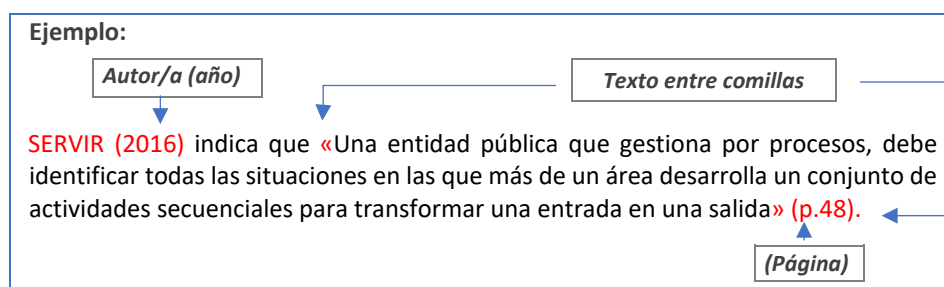 Ejemplo:
Autor/a (año)
Texto entre comillas
SERVIR (2016) indica que «Una entidad pública que gestiona por procesos, debe
identificar todas las situaciones en las que más de un área desarrolla un conjunto de
actividades secuenciales para transformar una entrada en una salida» (p.48).
(Página)